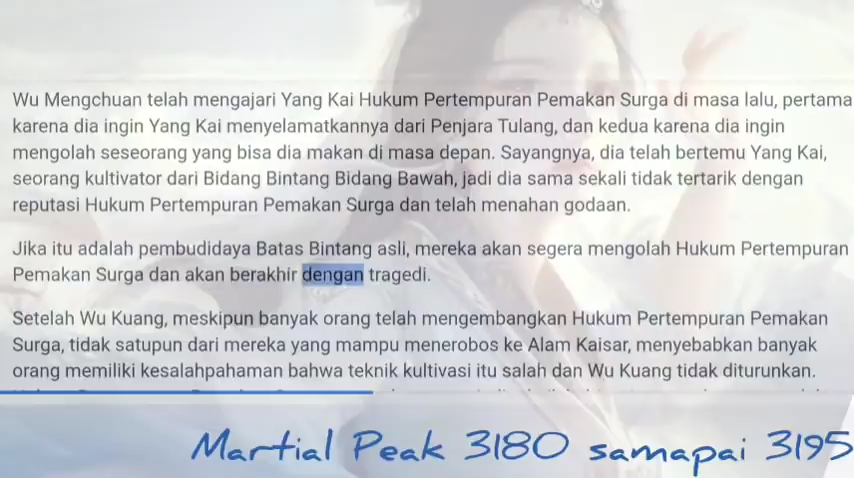 Wu Mengchuan telah mengajari Yang Kai Hukum Pertempuran Pemakan Surga di masa lalu, pertama
karena dia ingin Yang Kai menyelamatkannya dari Penjara Tulang, dan kedua karena dia ingin
mengolah seseorang yang bisa dia makan di masa depan. Sayangnya, dia telah bertemu Yang Kai,
seorang kultivator dari Bidang Bintang Bidang Bawah, jadi dia sama sekali tidak tertarik dengan
reputasi Hukum Pertempuran Pemakan Surga dan telah menahan godaan.
Jika itu adalah pembudidaya Batas Bintang asli, mereka akan segera mengolah Hukum Pertempuran
Pemakan Surga dan akan berakhir dengan tragedi.
Setelah Wu Kuang, meskipun banyak orang telah mengembangkan Hukum Pertempuran Pemakan
Surga, tidak satupun dari mereka yang mampu menerobos ke Alam Kaisar, menyebabkan banyak
orang memiliki kesalahpahaman bahwa teknik kultivasi itu salah dan Wu Kuang tidak diturunkan.
Martial Peak 3180 samapai 3195